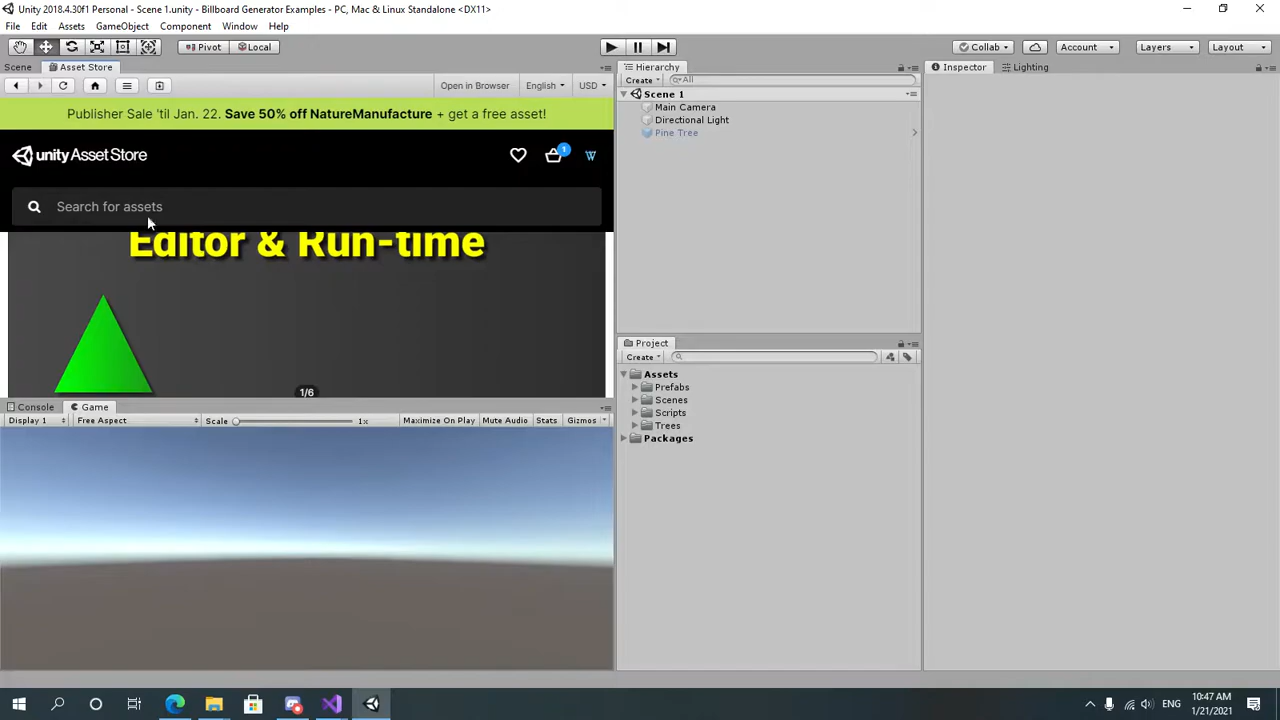 Unity 2018.4.30f1 Personal - Scene 1.unity - Billboard Generator Examples - PC, Mac & Linux Standalone <DX11>
File Edit Assets GameObject Component Window Help
Pivot Local Collab Account Layers Layout
Scene Asset Store
Open in Browser English USD
Publisher Sale 'til Jan. 22. Save 50% off NatureManufacture + get a free asset!
unity Asset Store 1 W
Search for assets
Editor & Run-time
1/6
Console Game
Display 1 Free Aspect Scale 1x Maximize On Play Mute Audio Stats Gizmos
Hierarchy
Create All
Scene 1
Main Camera
Directional Light
Pine Tree
Project
Create
Assets
Prefabs
Scenes
Scripts
Trees
Packages
Inspector Lighting
ENG 10:47 AM
1/21/2021